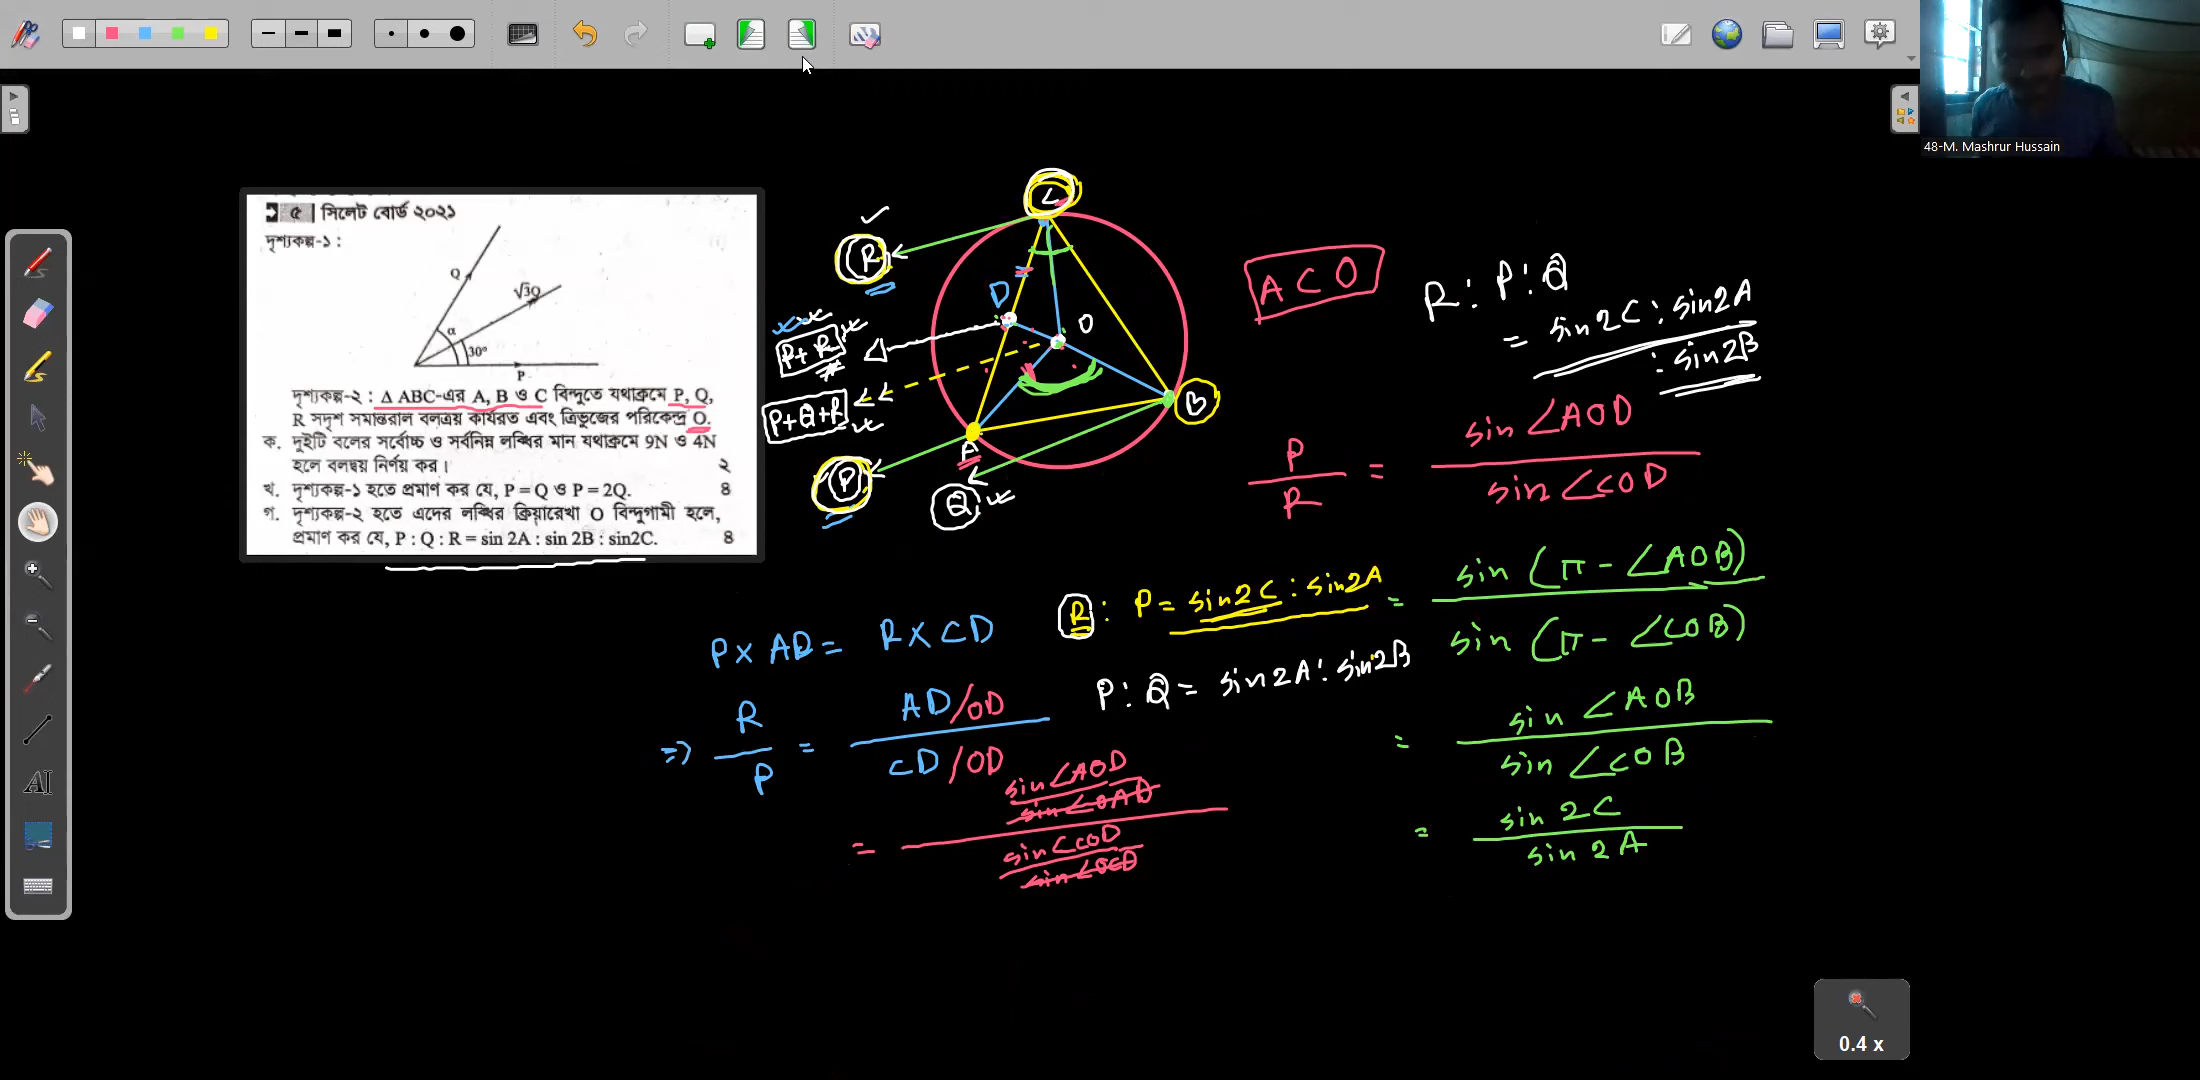 48-M. Mashrur Hussain
৫ সিলেট বোর্ড ২০২১
দৃশ্যকল্প-১ :
Q
√3Q
α
30°
P
দৃশ্যকল্প-২ : Δ ABC-এর A, B ও C বিন্দুতে যথাক্রমে P, Q,
R সদৃশ সমান্তরাল বলত্রয় কার্যরত এবং ত্রিভুজের পরিকেন্দ্র O.
ক. দুইটি বলের সর্বোচ্চ ও সর্বনিম্ন লব্ধির মান যথাক্রমে 9N ও 4N
হলে বলদ্বয় নির্ণয় কর। ২
খ. দৃশ্যকল্প-১ হতে প্রমাণ কর যে, P = Q ও P = 2Q. 8
গ. দৃশ্যকল্প-২ হতে এদের লব্ধির ক্রিয়ারেখা O বিন্দুগামী হলে,
প্রমাণ কর যে, P : Q : R = sin 2A : sin 2B : sin2C. 8
C
R
D
O
P+R
P+Q+R
B
A
P
Q
ACO
R : P : Q
= sin2C : sin2A
: sin2B
P/R = sin∠AOD / sin∠COD
= sin(π - ∠AOB) / sin(π - ∠COB)
= sin∠AOB / sin∠COB
= sin2C / sin2A
R : P = sin2C : sin2A
P : Q = sin2A : sin2B
P × AD = R × CD
⇒ R/P = AD/OD / CD/OD
= sin∠AOD / sin∠OAD / sin∠COD / sin∠OCD
AI
0.4 x